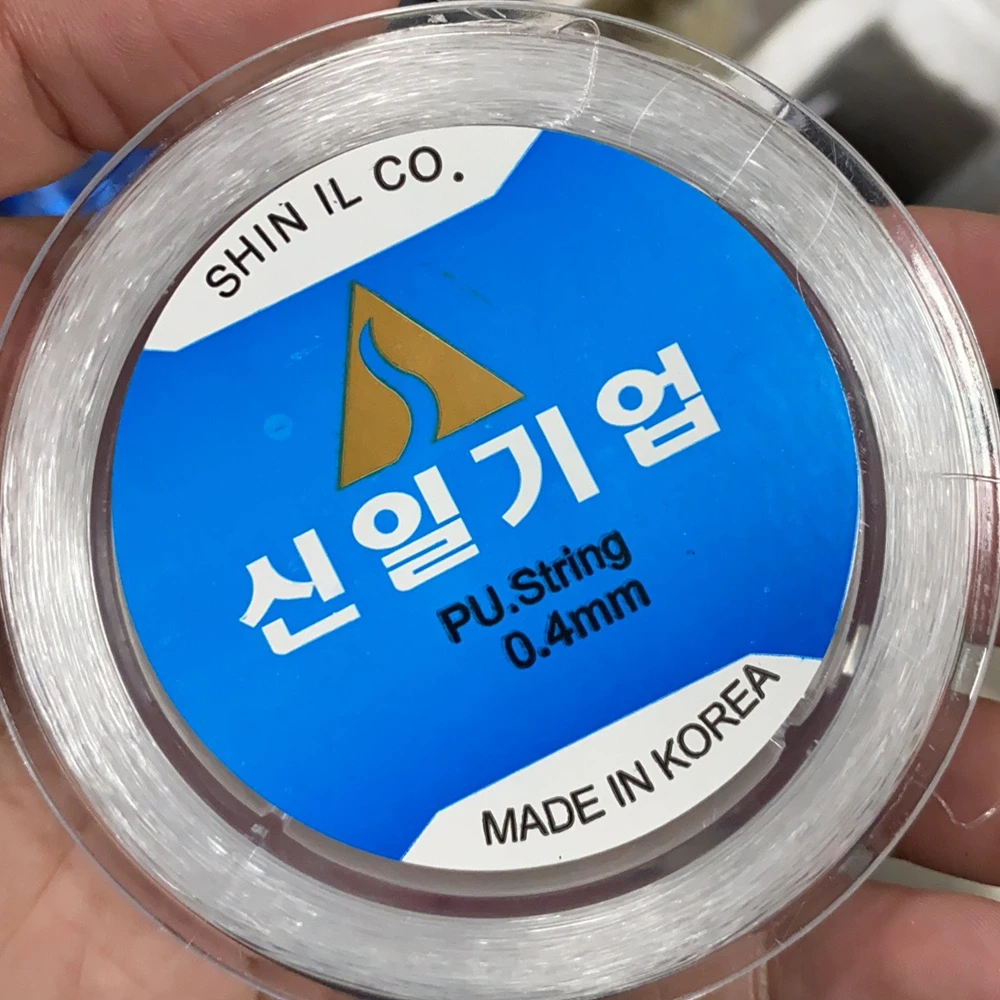 SHIN IL CO.
신일기업
PU.String
0.4mm
MADE IN KOREA